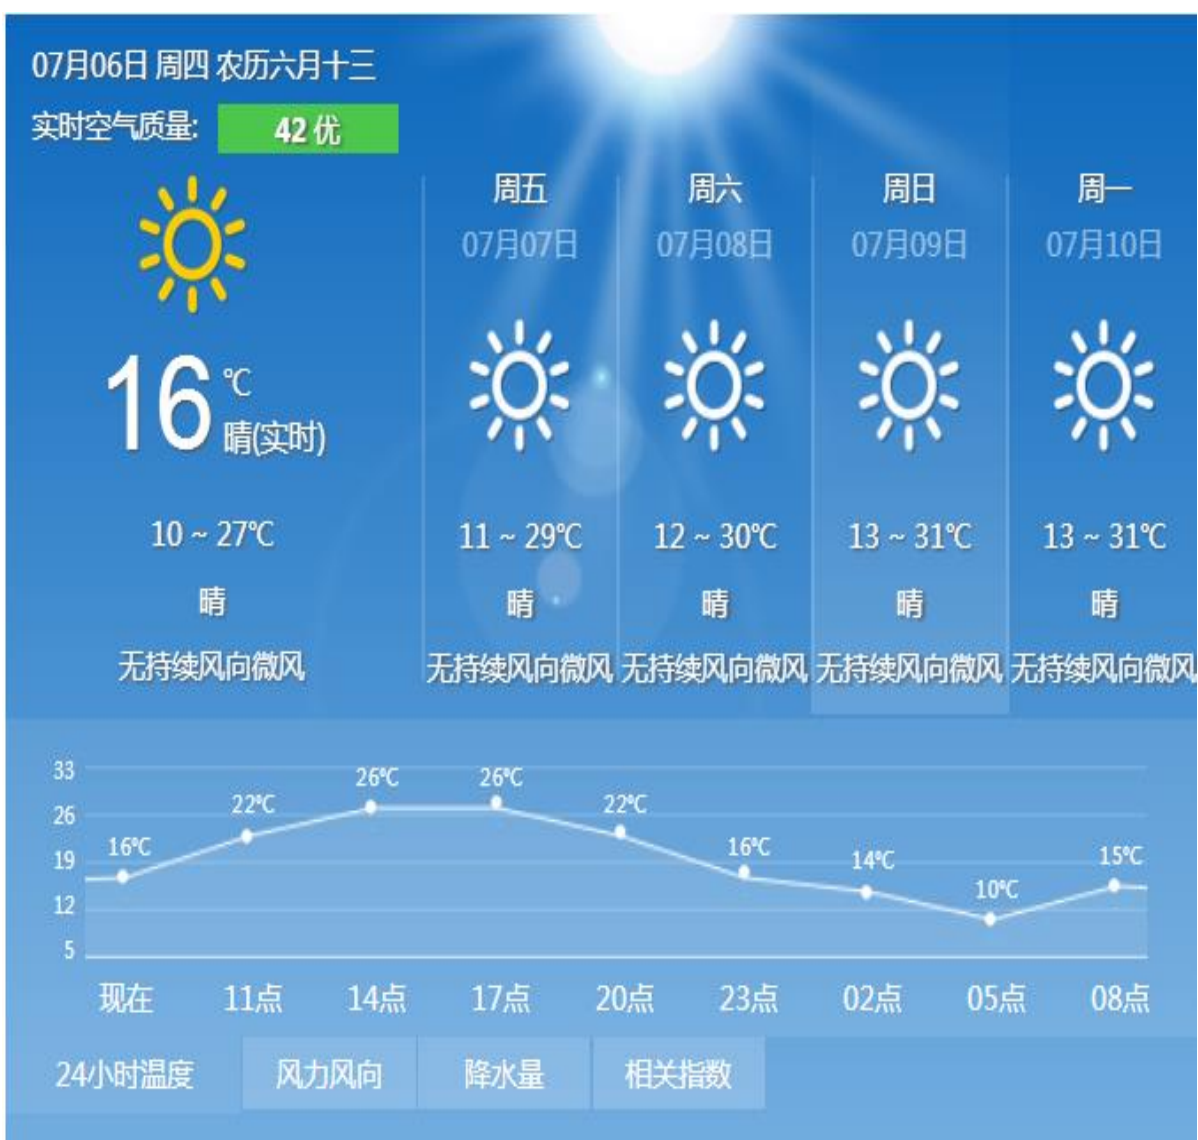 07月06日 周四 农历六月十三
实时空气质量: 42 优
16 ℃
晴(实时)
10 ~ 27℃
晴
无持续风向微风
周五
07月07日
11 ~ 29℃
晴
无持续风向微风
周六
07月08日
12 ~ 30℃
晴
无持续风向微风
周日
07月09日
13 ~ 31℃
晴
无持续风向微风
周一
07月10日
13 ~ 31℃
晴
无持续风向微风
33
26
19
12
5
16℃ 22℃ 26℃ 26℃ 22℃ 16℃ 14℃ 10℃ 15℃
现在 11点 14点 17点 20点 23点 02点 05点 08点
24小时温度 风力风向 降水量 相关指数